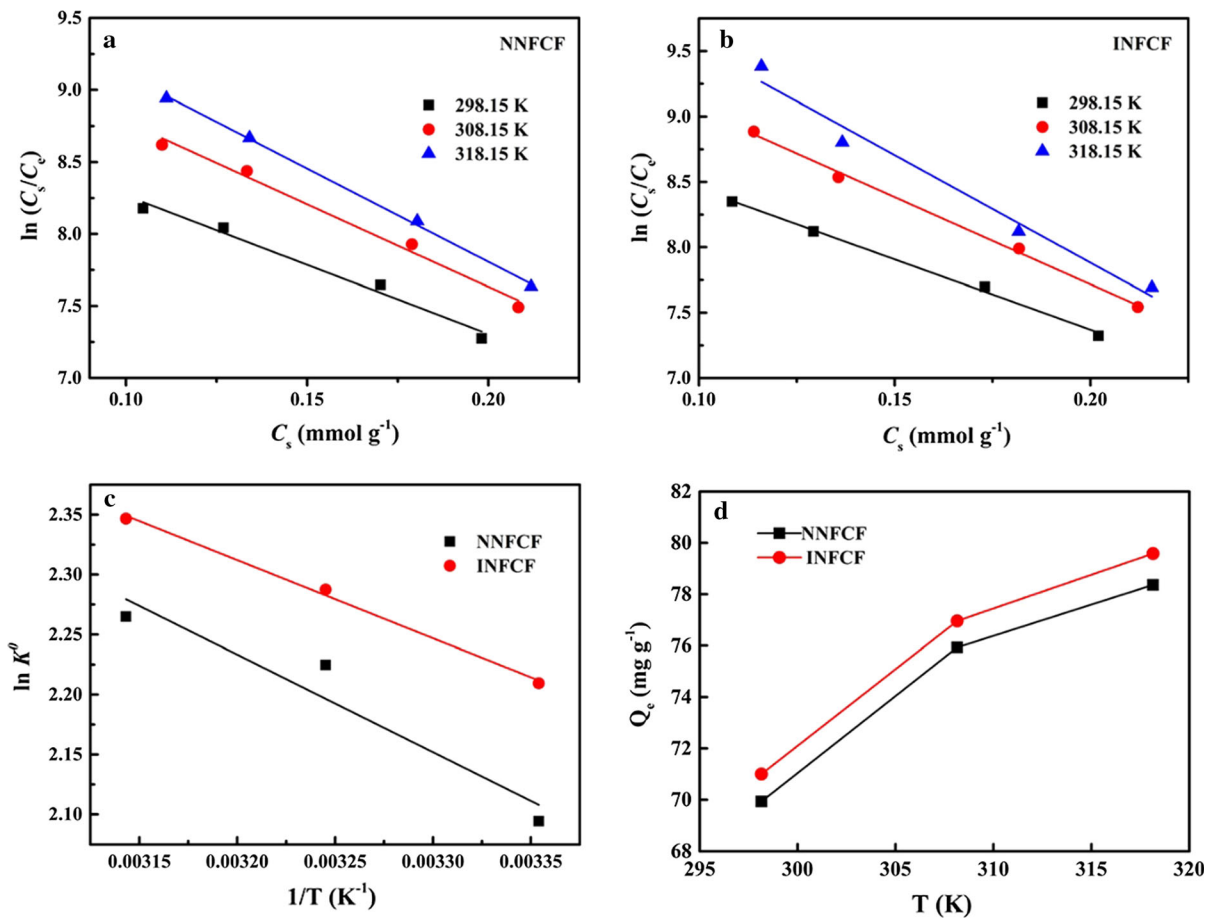 a
NNFCF
298.15 K
308.15 K
318.15 K
9.5
9.0
8.5
8.0
7.5
7.0
ln (Cs/Ce)
0.10 0.15 0.20
Cs (mmol g-1)
b
INFCF
298.15 K
308.15 K
318.15 K
9.5
9.0
8.5
8.0
7.5
7.0
ln (Cs/Ce)
0.10 0.15 0.20
Cs (mmol g-1)
c
NNFCF
INFCF
2.35
2.30
2.25
2.20
2.15
2.10
ln K0
0.00315 0.00320 0.00325 0.00330 0.00335
1/T (K-1)
d
NNFCF
INFCF
82
80
78
76
74
72
70
68
Qe (mg g-1)
295 300 305 310 315 320
T (K)